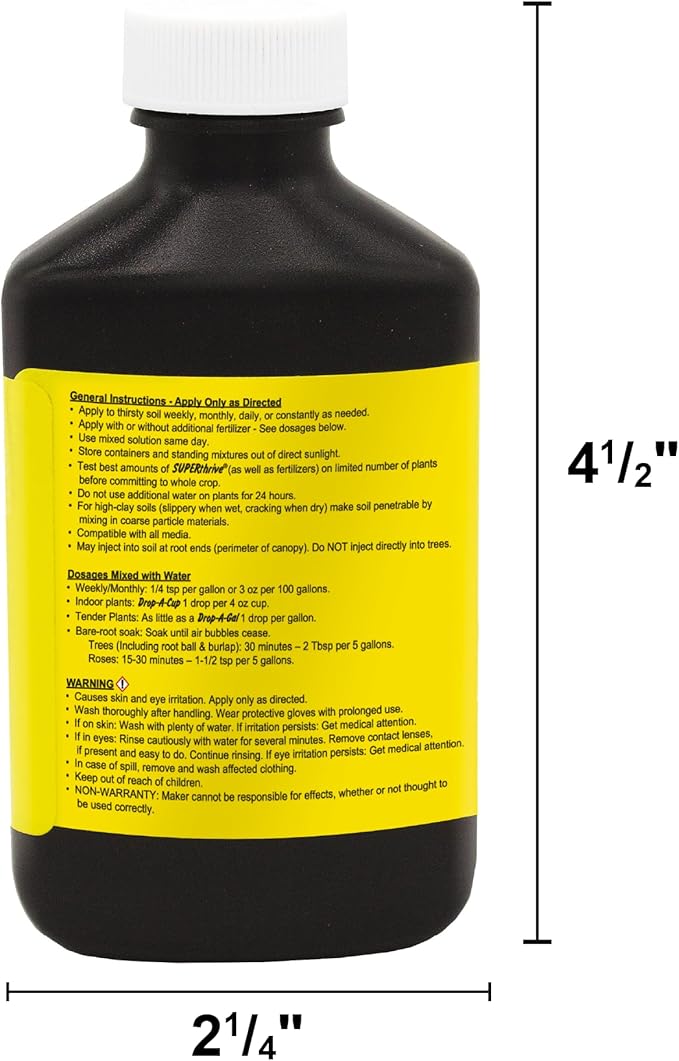 General Instructions - Apply Only as Directed
• Apply to thirsty soil weekly, monthly, daily, or constantly as needed.
• Apply with or without additional fertilizer - See dosages below.
• Use mixed solution same day.
• Store containers and standing mixtures out of direct sunlight.
• Test best amounts of SUPERthrive® (as well as fertilizers) on limited number of plants
before committing to whole crop.
• Do not use additional water on plants for 24 hours.
• For high-clay soils (slippery when wet, cracking when dry) make soil penetrable by
mixing in coarse particle materials.
• Compatible with all media.
• May inject into soil at root ends (perimeter of canopy). Do NOT inject directly into trees.
Dosages Mixed with Water
• Weekly/Monthly: 1/4 tsp per gallon or 3 oz per 100 gallons.
• Indoor plants: Drop-A-Cup 1 drop per 4 oz cup.
• Tender Plants: As little as a Drop-A-Gal 1 drop per gallon.
• Bare-root soak: Soak until air bubbles cease.
Trees (Including root ball & burlap): 30 minutes – 2 Tbsp per 5 gallons.
Roses: 15-30 minutes – 1-1/2 tsp per 5 gallons.
WARNING
• Causes skin and eye irritation. Apply only as directed.
• Wash thoroughly after handling. Wear protective gloves with prolonged use.
• If on skin: Wash with plenty of water. If irritation persists: Get medical attention.
• If in eyes: Rinse cautiously with water for several minutes. Remove contact lenses,
if present and easy to do. Continue rinsing. If eye irritation persists: Get medical attention.
• In case of spill, remove and wash affected clothing.
• Keep out of reach of children.
• NON-WARRANTY: Maker cannot be responsible for effects, whether or not thought to
be used correctly.
4 1/2"
2 1/4"